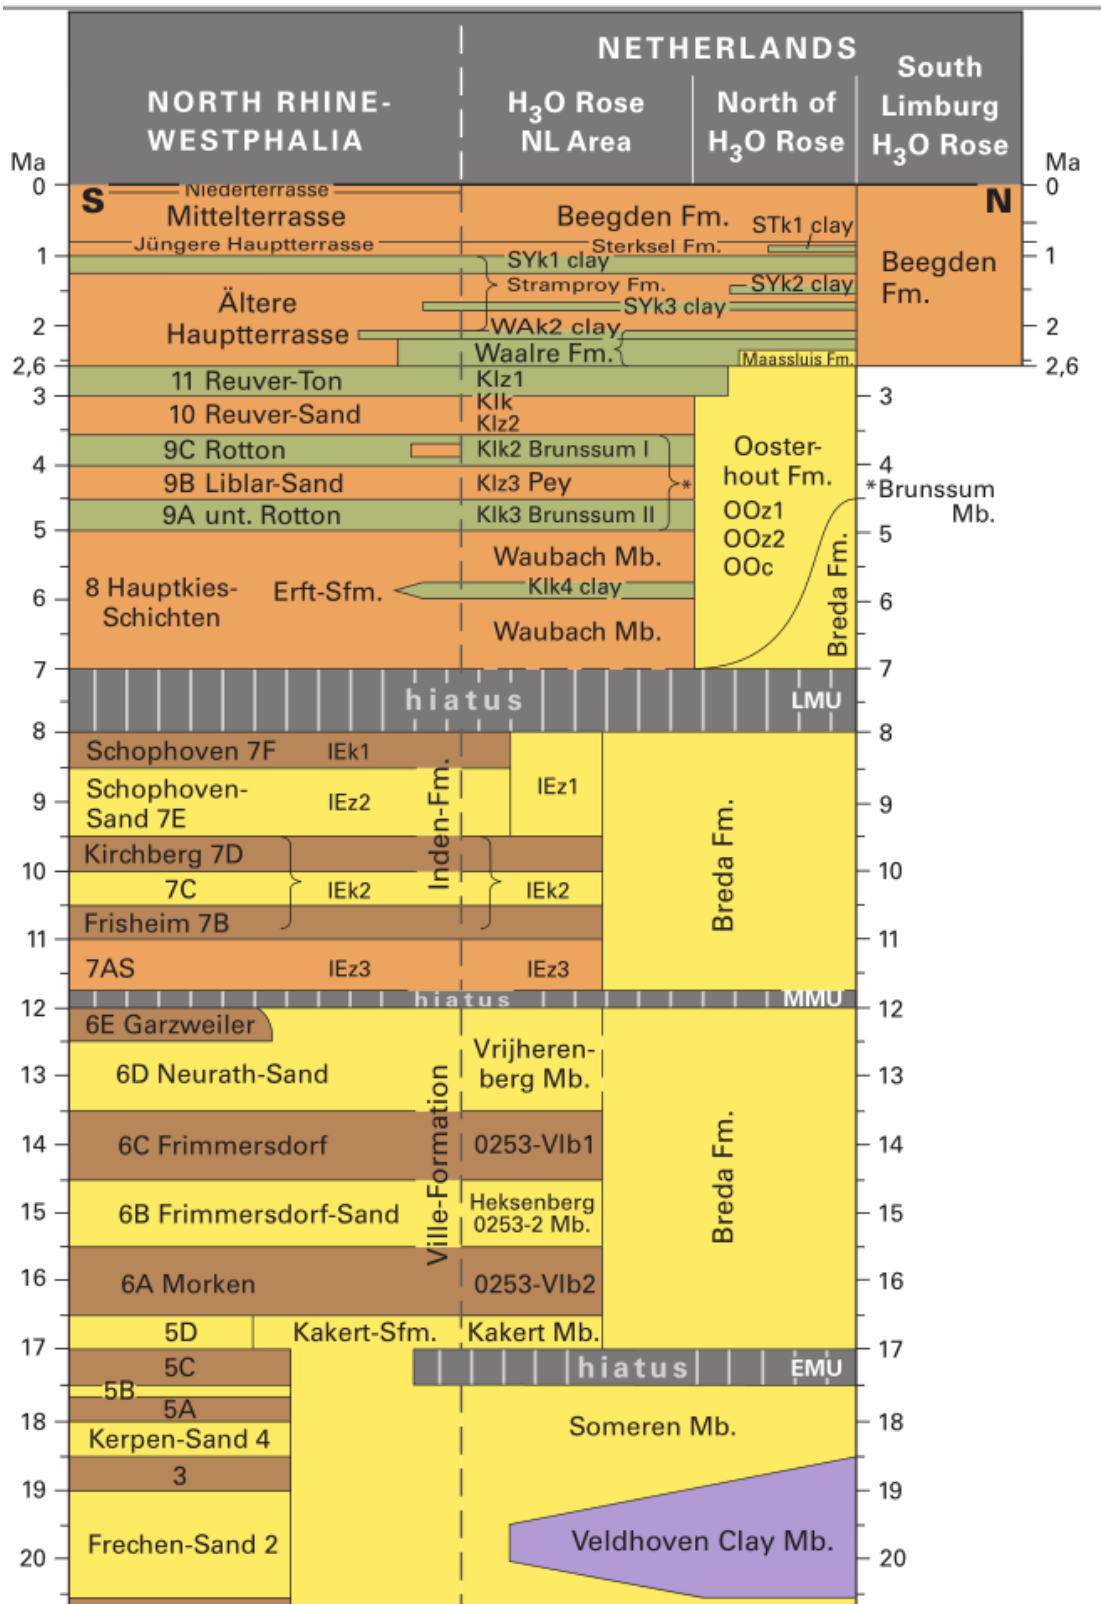 NETHERLANDS
NORTH RHINE-
WESTPHALIA
H3O Rose
NL Area
North of
H3O Rose
South
Limburg
H3O Rose
Ma
Ma
0
1
2
2,6
3
4
5
6
7
8
9
10
11
12
13
14
15
16
17
18
19
20
S
N
Niederterrasse
Mittelterrasse
Beegden Fm.
STk1 clay
Jüngere Hauptterrasse
Sterksel Fm.
SYk1 clay
Beegden
Fm.
Stramproy Fm.
SYk2 clay
Ältere
Hauptterrasse
SYk3 clay
WAk2 clay
Waalre Fm.
Maassluis Fm.
11 Reuver-Ton
Klz1
10 Reuver-Sand
Klk
Klz2
9C Rotton
Klk2 Brunssum I
Ooster-
hout Fm.
OOz1
OOz2
OOc
9B Liblar-Sand
Klz3 Pey
*
*Brunssum
Mb.
9A unt. Rotton
Klk3 Brunssum II
Waubach Mb.
8 Hauptkies-
Schichten
Erft-Sfm.
Klk4 clay
Waubach Mb.
Breda Fm.
hiatus
LMU
Schophoven 7F
IEk1
Schophoven-
Sand 7E
IEz2
IEz1
Inden-Fm.
Kirchberg 7D
7C
IEk2
IEk2
Frisheim 7B
7AS
IEz3
IEz3
Breda Fm.
hiatus
MMU
6E Garzweiler
6D Neurath-Sand
Vrijheren-
berg Mb.
6C Frimmersdorf
0253-VIb1
6B Frimmersdorf-Sand
Heksenberg
0253-2 Mb.
Ville-Formation
Breda Fm.
6A Morken
0253-VIb2
5D
Kakert-Sfm.
Kakert Mb.
5C
hiatus
EMU
5B
5A
Someren Mb.
Kerpen-Sand 4
3
Frechen-Sand 2
Veldhoven Clay Mb.
0
1
2
2,6
3
4
5
6
7
8
9
10
11
12
13
14
15
16
17
18
19
20